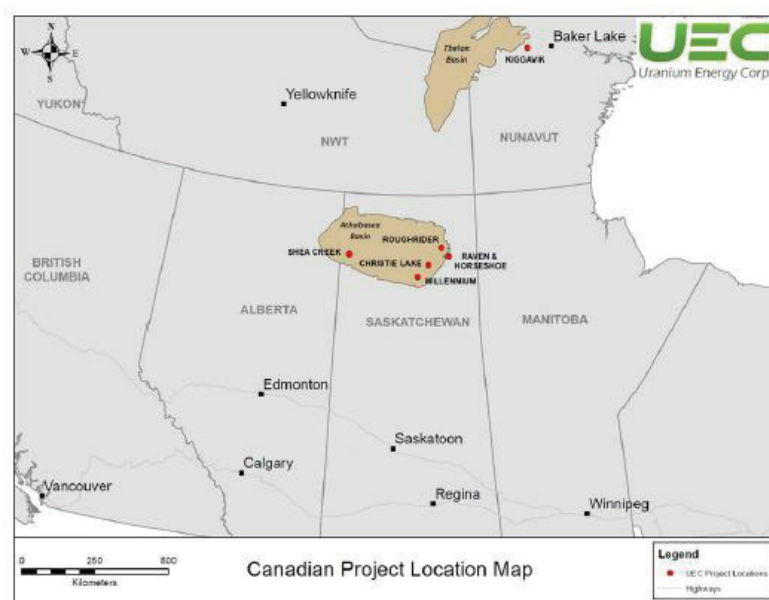 N
W
E
S
Thelon
Basin
KIGGAVIK
Baker Lake
UEC
Uranium Energy Corp
YUKON
Yellowknife
NWT
NUNAVUT
Athabasca
Basin
ROUGHRIDER
SHEA CREEK
CHRISTIE LAKE
RAVEN &
HORSESHOE
MILLENNIUM
BRITISH
COLUMBIA
ALBERTA
SASKATCHEWAN
MANITOBA
Edmonton
Saskatoon
Calgary
Vancouver
Regina
Winnipeg
0 250 500
Kilometers
Canadian Project Location Map
Legend
UEC Project Locations
Highways